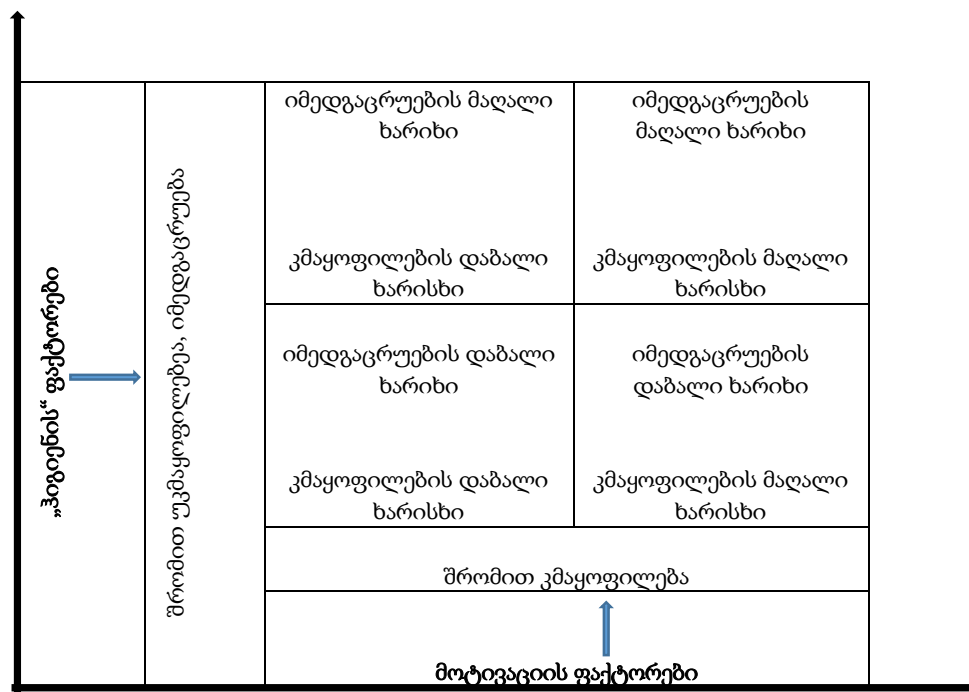 „ჰიგიენის“ ფაქტორები
შრომით უკმაყოფილება, იმედგაცრუება
იმედგაცრუების მაღალი
ხარიხი
კმაყოფილების დაბალი
ხარისხი
იმედგაცრუების
მაღალი ხარიხი
კმაყოფილების მაღალი
ხარისხი
იმედგაცრუების დაბალი
ხარიხი
კმაყოფილების დაბალი
ხარისხი
იმედგაცრუების
დაბალი ხარიხი
კმაყოფილების მაღალი
ხარისხი
შრომით კმაყოფილება
მოტივაციის ფაქტორები